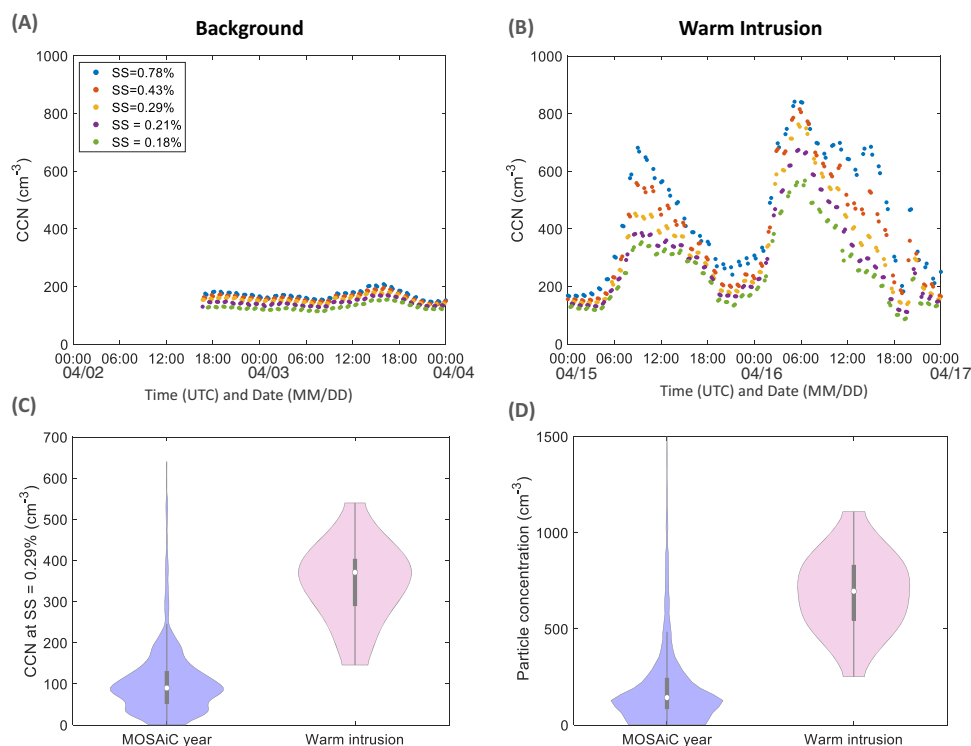 (A)
Background
1000
800
600
400
200
0
CCN (cm-3)
SS=0.78%
SS=0.43%
SS=0.29%
SS = 0.21%
SS = 0.18%
00:00 06:00 12:00 18:00 00:00 06:00 12:00 18:00 00:00
04/02 04/03 04/04
Time (UTC) and Date (MM/DD)
(B)
Warm Intrusion
1000
800
600
400
200
0
CCN (cm-3)
00:00 06:00 12:00 18:00 00:00 06:00 12:00 18:00 00:00
04/15 04/16 04/17
Time (UTC) and Date (MM/DD)
(C)
700
600
500
400
300
200
100
0
CCN at SS = 0.29% (cm-3)
MOSAiC year Warm intrusion
(D)
1500
1000
500
0
Particle concentration (cm-3)
MOSAiC year Warm intrusion